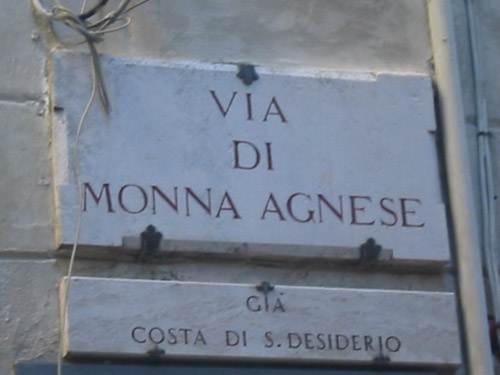 VIA
DI
MONNA AGNESE
GIÀ
COSTA DI S. DESIDERIO